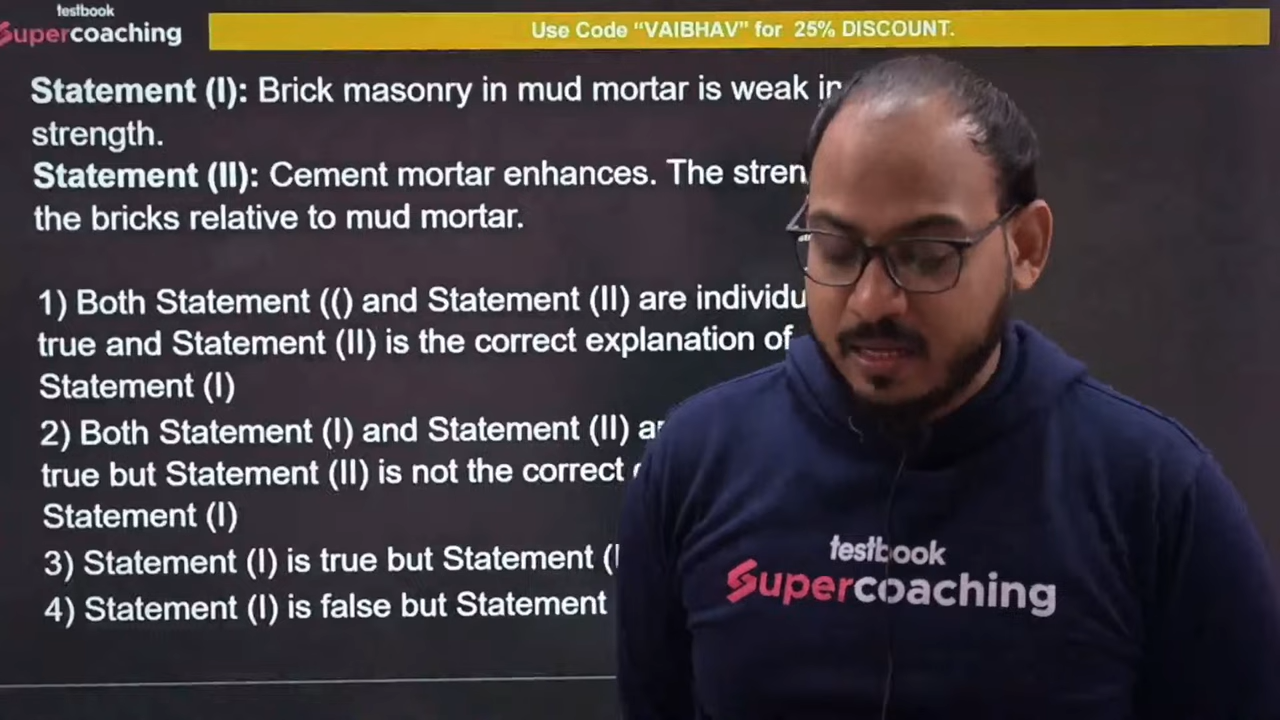 testbook
Supercoaching
Use Code “VAIBHAV” for 25% DISCOUNT.
Statement (I): Brick masonry in mud mortar is weak in
strength.
Statement (II): Cement mortar enhances. The
the bricks relative to mud mortar.
1) Both Statement (() and Statement (II) are
true and Statement (II) is the correct explanation of
Statement (I)
2) Both Statement (I) and Statement (II)
true but Statement (II) is not the correct
Statement (I)
3) Statement (I) is true but Statement
4) Statement (I) is false but Statement
testbook
Supercoaching